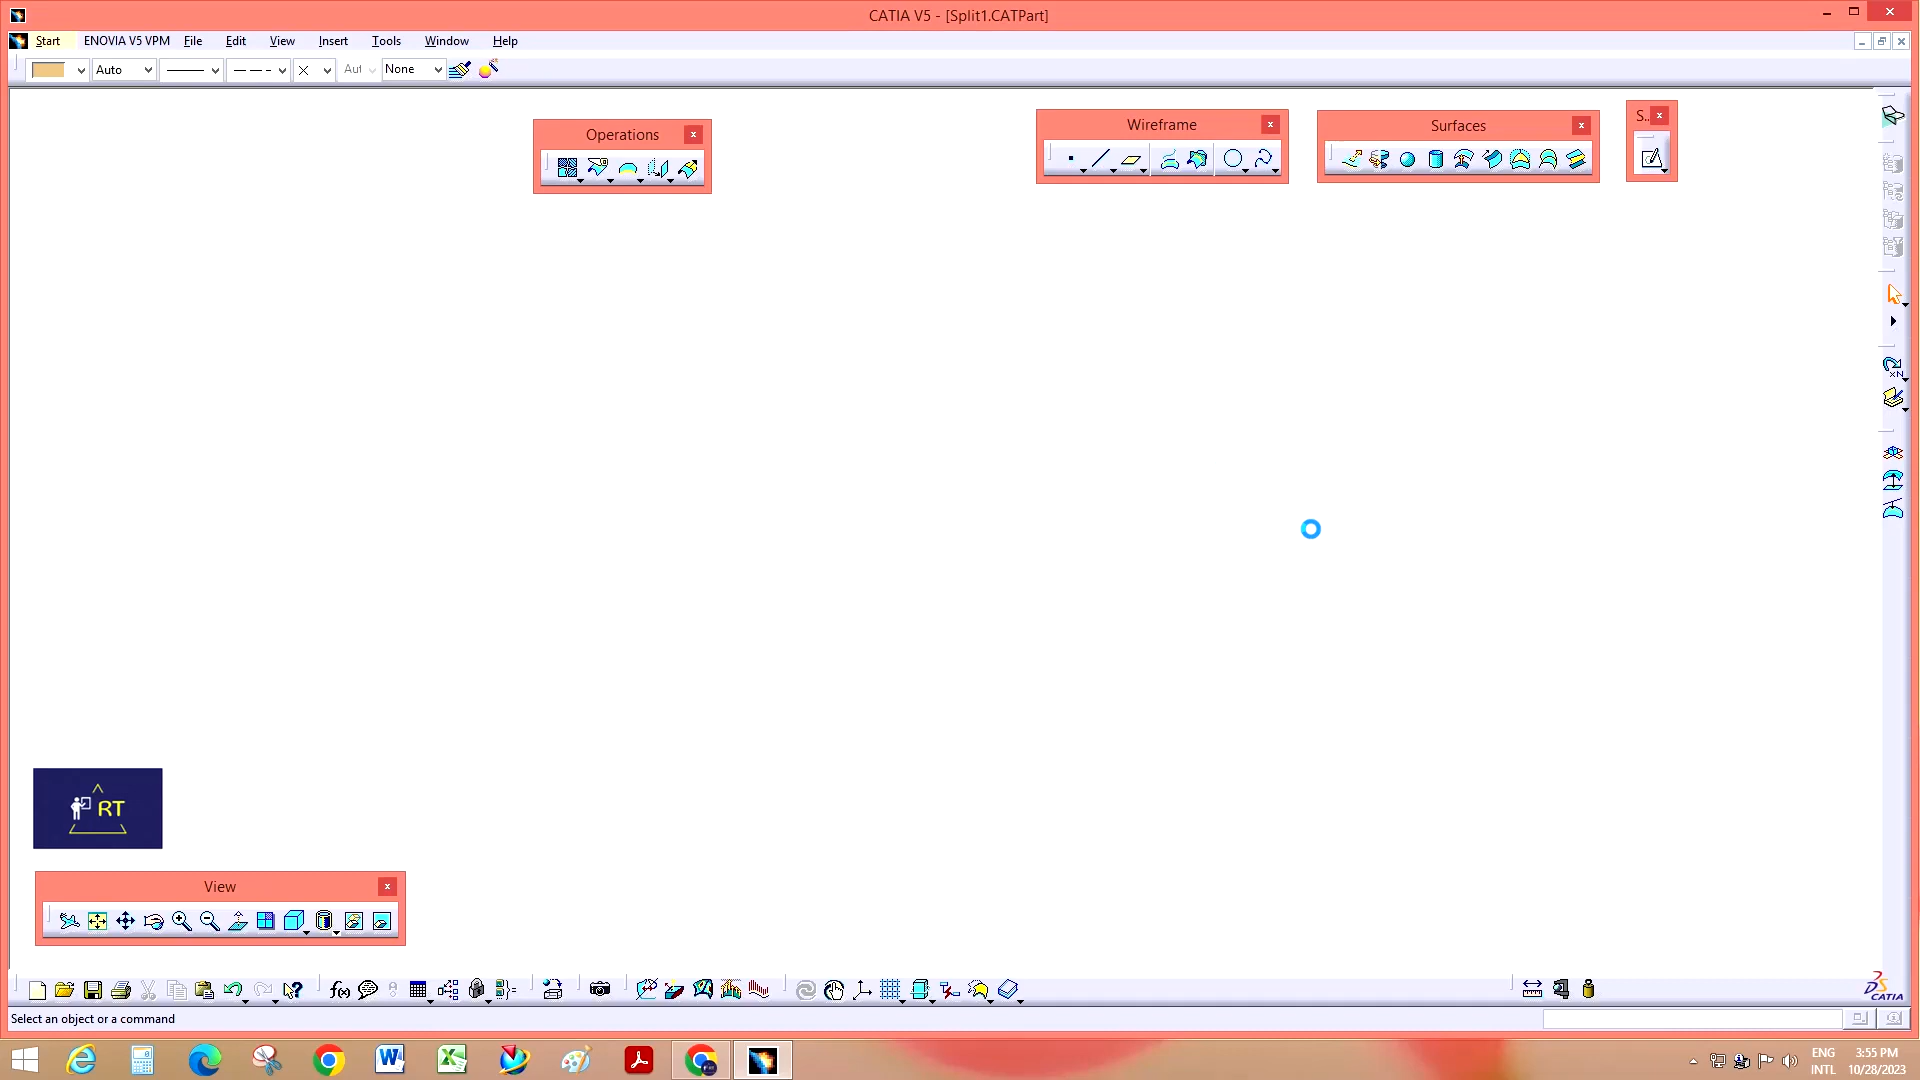 CATIA V5 - [Split1.CATPart]
Start ENOVIA V5 VPM File Edit View Insert Tools Window Help
Auto Aut None
Operations
Wireframe
Surfaces
S...
RT
View
f(x)
CATIA
Select an object or a command
ENG 3:55 PM
INTL 10/28/2023